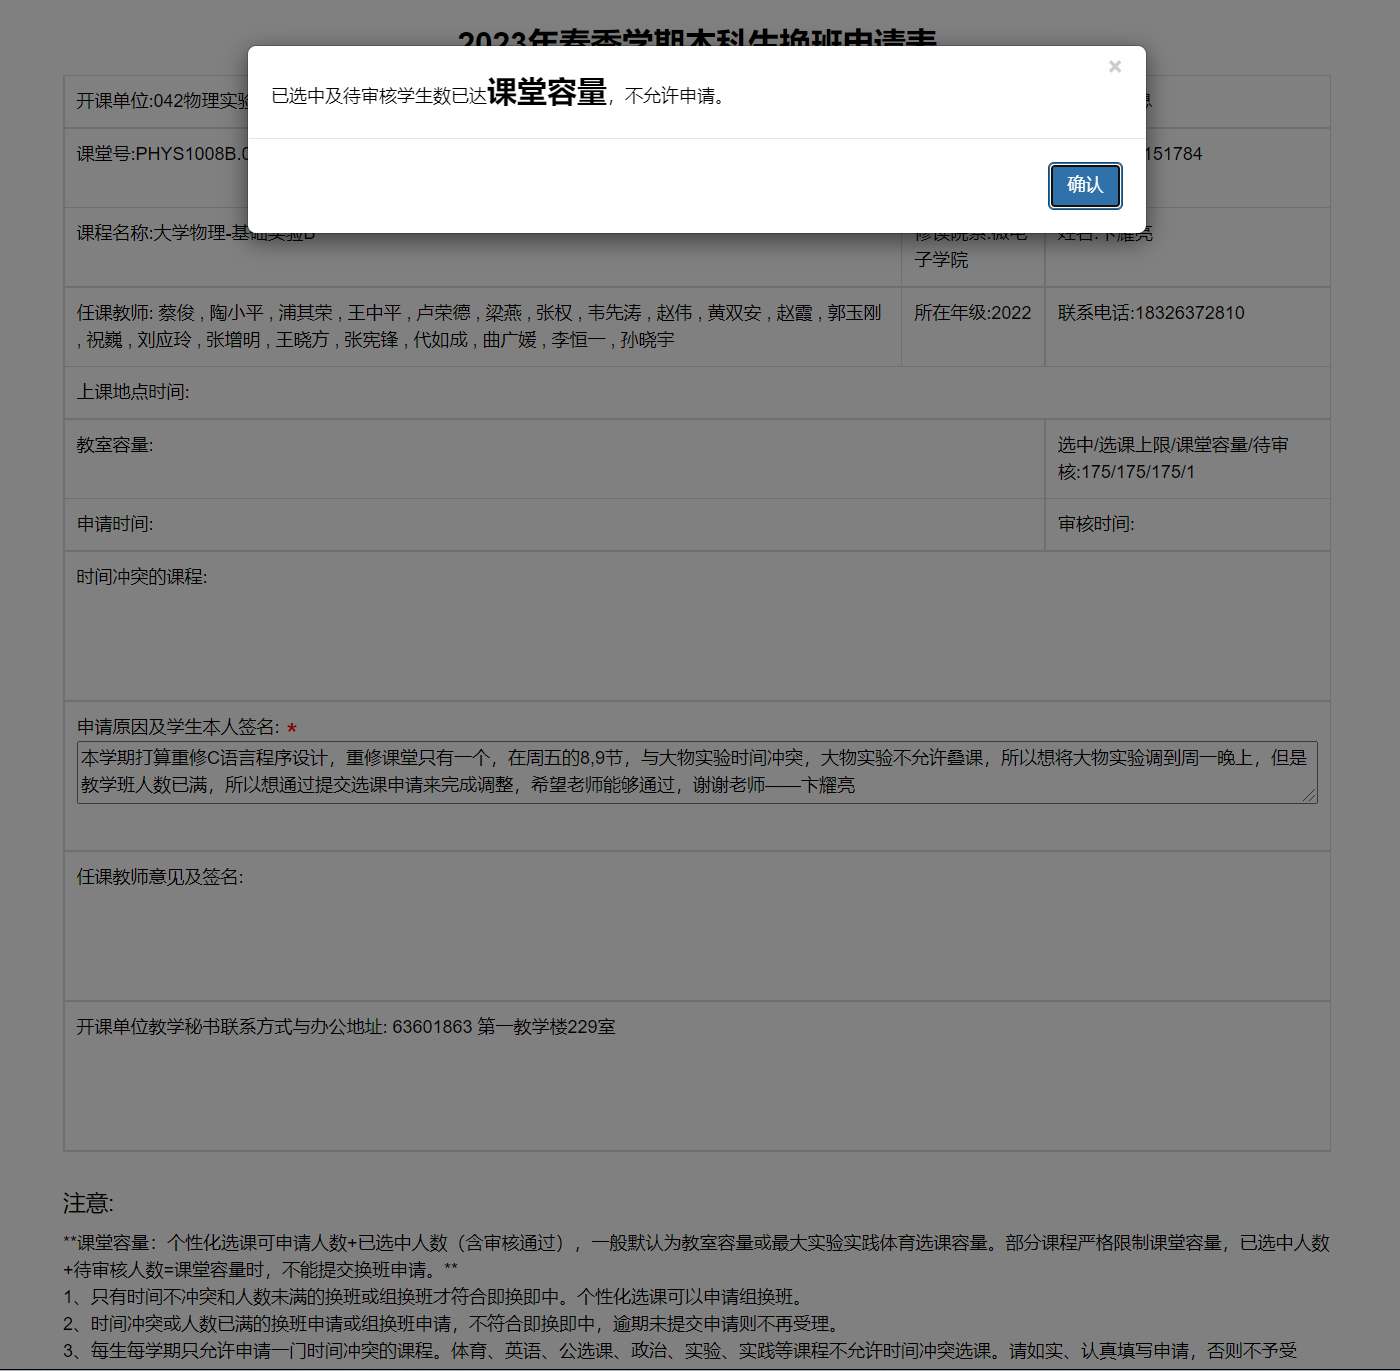 2023年春季学期本科生换班申请表
×
已选中及待审核学生数已达课堂容量，不允许申请。
确认
开课单位:042物理实验
课堂号:PHYS1008B.0
151784
课程名称:大学物理-基础实验B
修读院系:微电
子学院
姓名:卞耀亮
任课教师: 蔡俊 , 陶小平 , 浦其荣 , 王中平 , 卢荣德 , 梁燕 , 张权 , 韦先涛 , 赵伟 , 黄双安 , 赵霞 , 郭玉刚
, 祝巍 , 刘应玲 , 张增明 , 王晓方 , 张宪锋 , 代如成 , 曲广媛 , 李恒一 , 孙晓宇
所在年级:2022
联系电话:18326372810
上课地点时间:
教室容量:
选中/选课上限/课堂容量/待审
核:175/175/175/1
申请时间:
审核时间:
时间冲突的课程:
申请原因及学生本人签名: *
本学期打算重修C语言程序设计，重修课堂只有一个，在周五的8,9节，与大物实验时间冲突，大物实验不允许叠课，所以想将大物实验调到周一晚上，但是
教学班人数已满，所以想通过提交选课申请来完成调整，希望老师能够通过，谢谢老师——卞耀亮
任课教师意见及签名:
开课单位教学秘书联系方式与办公地址: 63601863 第一教学楼229室
注意:
**课堂容量：个性化选课可申请人数+已选中人数（含审核通过），一般默认为教室容量或最大实验实践体育选课容量。部分课程严格限制课堂容量，已选中人数
+待审核人数=课堂容量时，不能提交换班申请。**
1、只有时间不冲突和人数未满的换班或组换班才符合即换即中。个性化选课可以申请组换班。
2、时间冲突或人数已满的换班申请或组换班申请，不符合即换即中，逾期未提交申请则不再受理。
3、每生每学期只允许申请一门时间冲突的课程。体育、英语、公选课、政治、实验、实践等课程不允许时间冲突选课。请如实、认真填写申请，否则不予受